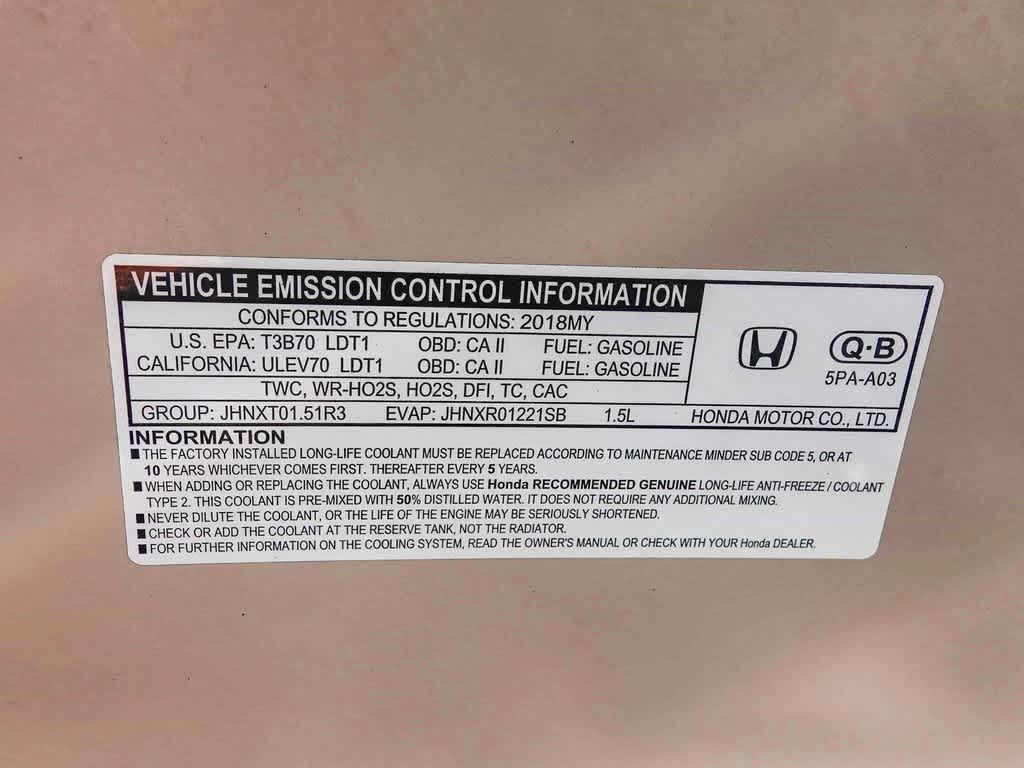 VEHICLE EMISSION CONTROL INFORMATION
CONFORMS TO REGULATIONS: 2018MY
U.S. EPA: T3B70 LDT1 OBD: CA II FUEL: GASOLINE
CALIFORNIA: ULEV70 LDT1 OBD: CA II FUEL: GASOLINE
TWC, WR-HO2S, HO2S, DFI, TC, CAC
GROUP: JHNXT01.51R3 EVAP: JHNXR01221SB 1.5L
Q-B
5PA-A03
HONDA MOTOR CO., LTD.
INFORMATION
■ THE FACTORY INSTALLED LONG-LIFE COOLANT MUST BE REPLACED ACCORDING TO MAINTENANCE MINDER SUB CODE 5, OR AT
10 YEARS WHICHEVER COMES FIRST. THEREAFTER EVERY 5 YEARS.
■ WHEN ADDING OR REPLACING THE COOLANT, ALWAYS USE Honda RECOMMENDED GENUINE LONG-LIFE ANTI-FREEZE / COOLANT
TYPE 2. THIS COOLANT IS PRE-MIXED WITH 50% DISTILLED WATER. IT DOES NOT REQUIRE ANY ADDITIONAL MIXING.
■ NEVER DILUTE THE COOLANT, OR THE LIFE OF THE ENGINE MAY BE SERIOUSLY SHORTENED.
■ CHECK OR ADD THE COOLANT AT THE RESERVE TANK, NOT THE RADIATOR.
■ FOR FURTHER INFORMATION ON THE COOLING SYSTEM, READ THE OWNER'S MANUAL OR CHECK WITH YOUR Honda DEALER.